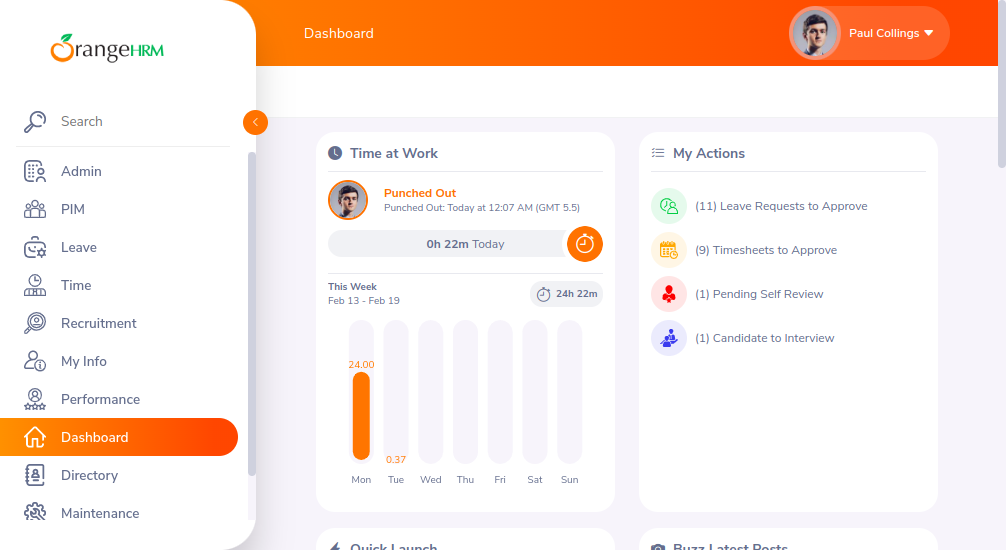 OrangeHRM
Dashboard
Paul Collings
Search
Admin
PIM
Leave
Time
Recruitment
My Info
Performance
Dashboard
Directory
Maintenance
Time at Work
Punched Out
Punched Out: Today at 12:07 AM (GMT 5.5)
0h 22m Today
This Week
Feb 13 - Feb 19
24h 22m
24.00
0.37
Mon Tue Wed Thu Fri Sat Sun
My Actions
(11) Leave Requests to Approve
(9) Timesheets to Approve
(1) Pending Self Review
(1) Candidate to Interview
Quick Launch
Buzz Latest Posts